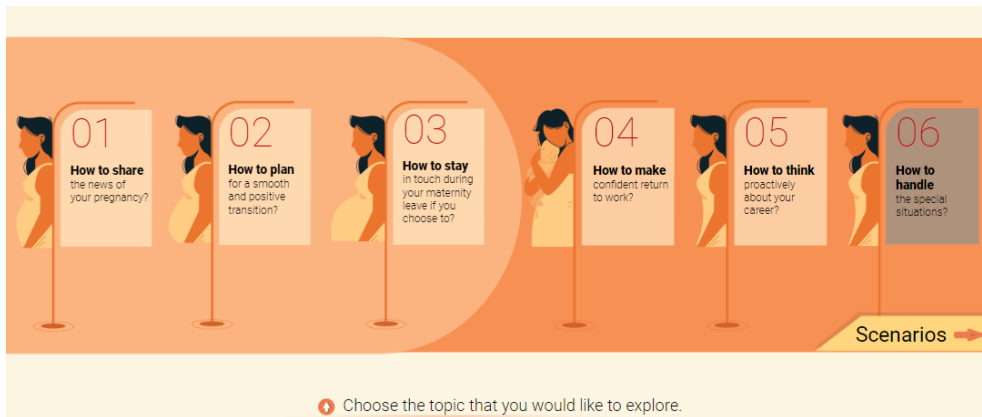 01
How to share
the news of
your pregnancy?
02
How to plan
for a smooth
and positive
transition?
03
How to stay
in touch during
your maternity
leave if you
choose to?
04
How to make
confident return
to work?
05
How to think
proactively
about your
career?
06
How to
handle
the special
situations?
Scenarios
Choose the topic that you would like to explore.